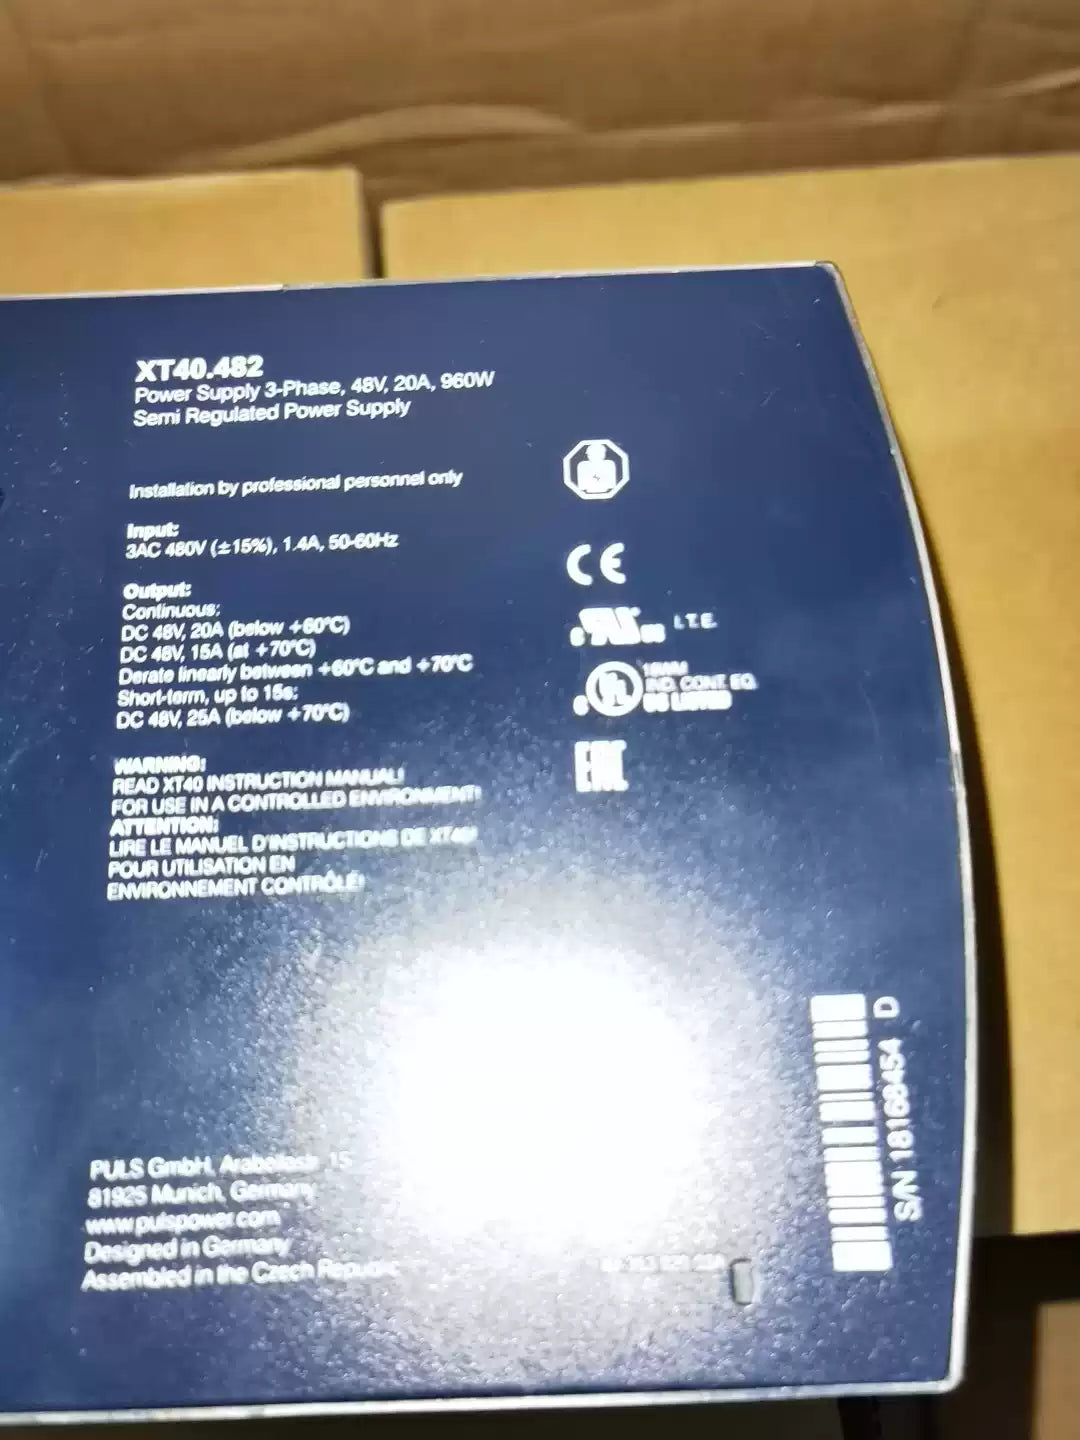 XT40.482
Power Supply 3-Phase, 48V, 20A, 960W
Semi Regulated Power Supply
Installation by professional personnel only
Input:
3AC 480V (±15%), 1.4A, 50-60Hz
Output:
Continuous:
DC 48V, 20A (below +60°C)
DC 48V, 15A (at +70°C)
Derate linearly between +60°C and +70°C
Short-term, up to 15s:
DC 48V, 25A (below +70°C)
WARNING:
READ XT40 INSTRUCTION MANUAL!
FOR USE IN A CONTROLLED ENVIRONMENT!
ATTENTION:
LIRE LE MANUEL D'INSTRUCTIONS DE XT40!
POUR UTILISATION EN
ENVIRONNEMENT CONTRÔLÉ!
CE
c UR us I.T.E.
18WM
c UL IND. CONT. EQ.
US LISTED
EAC
PULS GmbH, Arabellastr. 15
81925 Munich, Germany
www.pulspower.com
Designed in Germany
Assembled in the Czech Republic
S/N 18168454 D